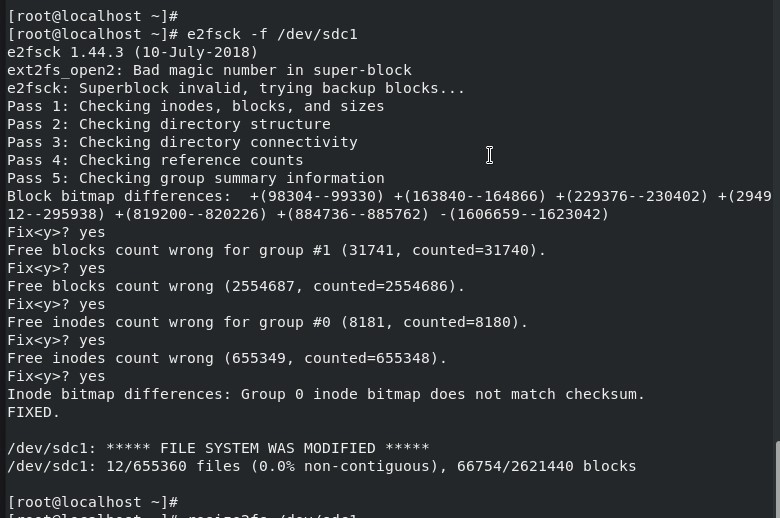 [root@localhost ~]#
[root@localhost ~]# e2fsck -f /dev/sdc1
e2fsck 1.44.3 (10-July-2018)
ext2fs_open2: Bad magic number in super-block
e2fsck: Superblock invalid, trying backup blocks...
Pass 1: Checking inodes, blocks, and sizes
Pass 2: Checking directory structure
Pass 3: Checking directory connectivity
Pass 4: Checking reference counts
Pass 5: Checking group summary information
Block bitmap differences:  +(98304--99330) +(163840--164866) +(229376--230402) +(2949
12--295938) +(819200--820226) +(884736--885762) -(1606659--1623042)
Fix<y>? yes
Free blocks count wrong for group #1 (31741, counted=31740).
Fix<y>? yes
Free blocks count wrong (2554687, counted=2554686).
Fix<y>? yes
Free inodes count wrong for group #0 (8181, counted=8180).
Fix<y>? yes
Free inodes count wrong (655349, counted=655348).
Fix<y>? yes
Inode bitmap differences: Group 0 inode bitmap does not match checksum.
FIXED.
/dev/sdc1: ***** FILE SYSTEM WAS MODIFIED *****
/dev/sdc1: 12/655360 files (0.0% non-contiguous), 66754/2621440 blocks
[root@localhost ~]#
[root@localhost ~]# resize2fs /dev/sdc1